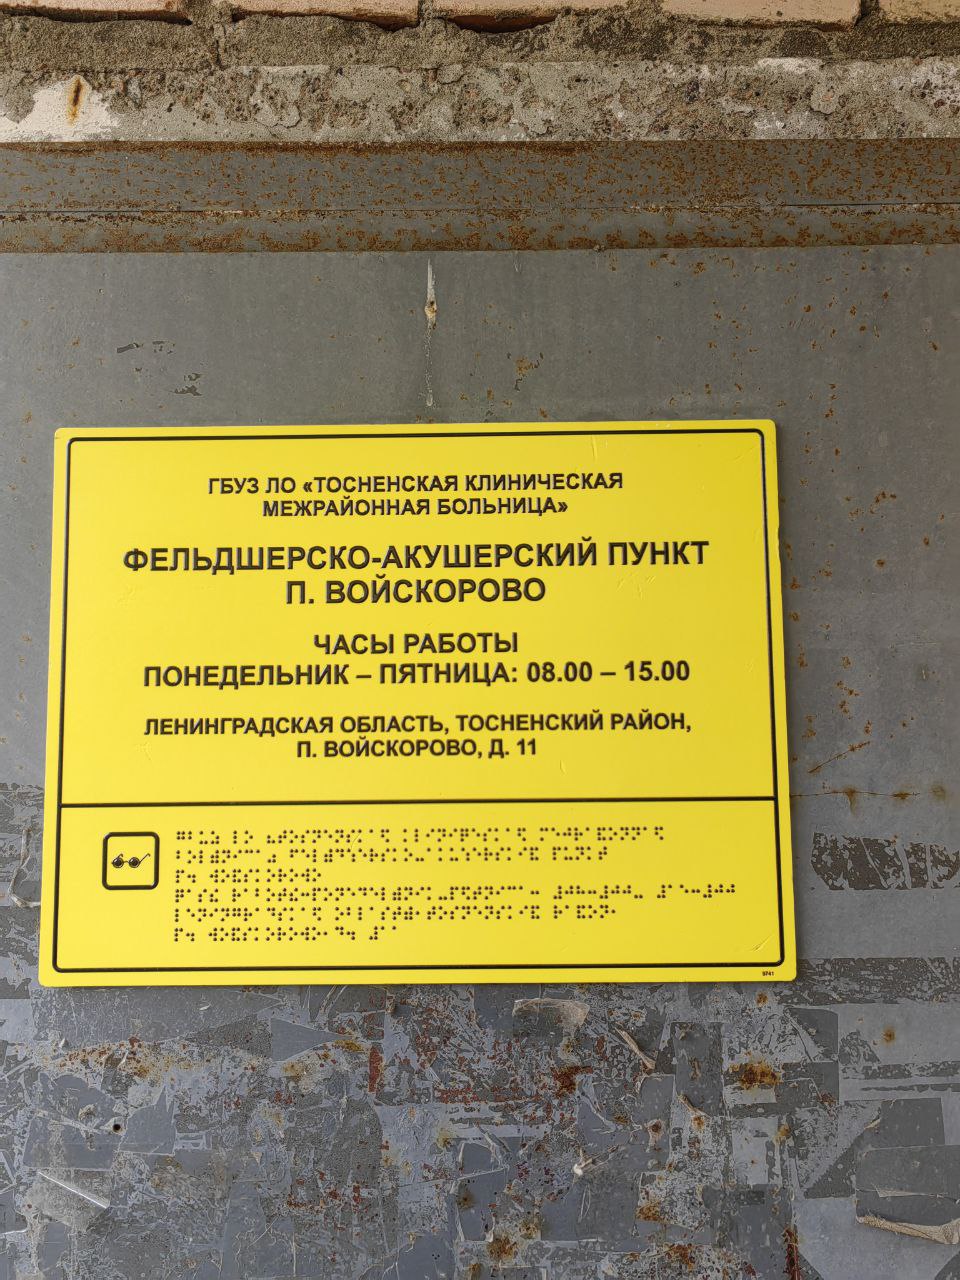 ГБУЗ ЛО «ТОСНЕНСКАЯ КЛИНИЧЕСКАЯ
МЕЖРАЙОННАЯ БОЛЬНИЦА»
ФЕЛЬДШЕРСКО-АКУШЕРСКИЙ ПУНКТ
П. ВОЙСКОРОВО
ЧАСЫ РАБОТЫ
ПОНЕДЕЛЬНИК – ПЯТНИЦА: 08.00 – 15.00
ЛЕНИНГРАДСКАЯ ОБЛАСТЬ, ТОСНЕНСКИЙ РАЙОН,
П. ВОЙСКОРОВО, Д. 11
9741